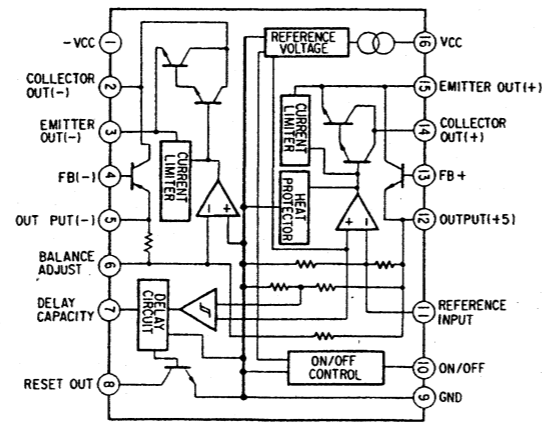 -VCC
1
COLLECTOR
OUT(-)
2
EMITTER
OUT(-)
3
FB(-)
4
OUT PUT(-)
5
BALANCE
ADJUST
6
DELAY
CAPACITY
7
RESET OUT
8
REFERENCE
VOLTAGE
CURRENT
LIMITER
- +
CURRENT
LIMITER
HEAT
PROTECTOR
+ -
DELAY
CIRCUIT
ON/OFF
CONTROL
16
VCC
15
EMITTER OUT(+)
14
COLLECTOR
OUT(+)
13
FB+
12
OUTPUT(+5)
11
REFERENCE
INPUT
10
ON/OFF
9
GND